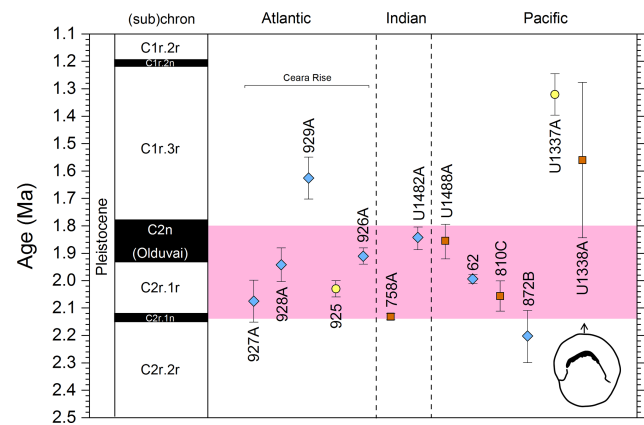 (sub)chron Atlantic Indian Pacific
Age (Ma)
1.1
1.2
1.3
1.4
1.5
1.6
1.7
1.8
1.9
2.0
2.1
2.2
2.3
2.4
2.5
Pleistocene
C1r.2r
C1r.2n
C1r.3r
C2n
(Olduvai)
C2r.1r
C2r.1n
C2r.2r
Ceara Rise
927A
928A
929A
925
926A
758A
U1482A
U1488A
62
810C
872B
U1337A
U1338A